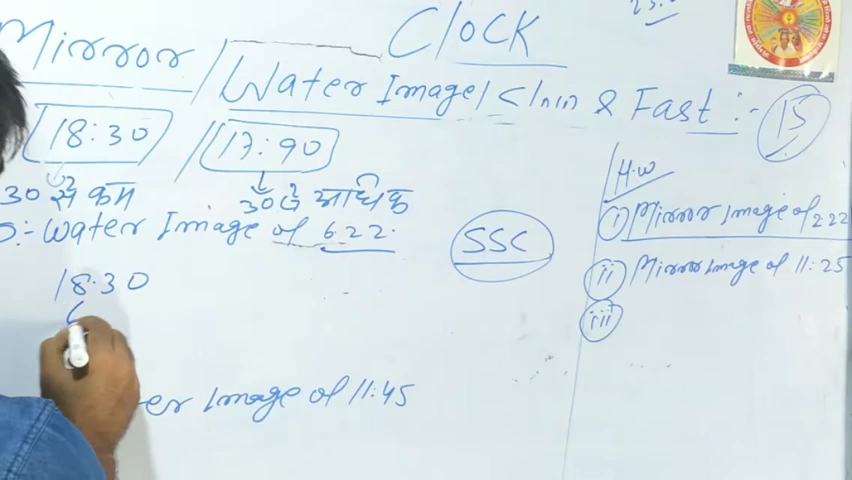 Clock
Mirror / Water Image / & Fast :- 15
18:30 / 17:90
30 से कम 30 से अधिक
:- Water Image of 6:22.
18:30
er Image of 11:45
SSC
H.W
(i) Mirror Image of 2:22
(ii) Mirror Image of 11:25
(iii)